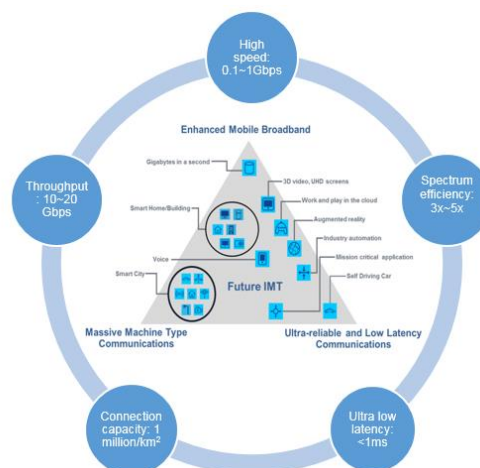 High
speed:
0.1~1Gbps
Enhanced Mobile Broadband
Gigabytes in a second
3D video, UHD screens
Throughput
: 10~20
Gbps
Smart Home/Building
Work and play in the cloud
Spectrum
efficiency:
3x~5x
Augmented reality
Industry automation
Voice
Mission critical application
Smart City
Self Driving Car
Future IMT
Massive Machine Type
Communications
Ultra-reliable and Low Latency
Communications
Connection
capacity: 1
million/km²
Ultra low
latency:
<1ms